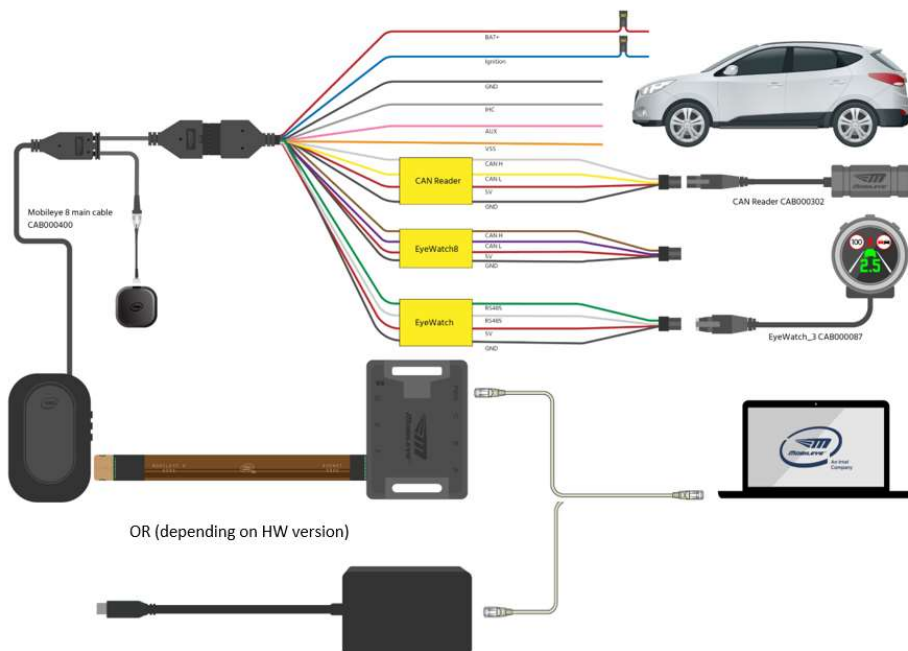 BAT+
Ignition
GND
IHC
AUX
VSS
CAN Reader
CAN H
CAN L
5V
GND
MOBILEYE
CAN Reader CAB000302
Mobileye 8 main cable
CAB000400
EyeWatch8
CAN H
CAN L
5V
GND
100
2.5
EyeWatch
RS485
RS485
5V
GND
EyeWatch_3 CAB000087
MOBILEYE
MOBILEYE
An Intel
Company
OR (depending on HW version)